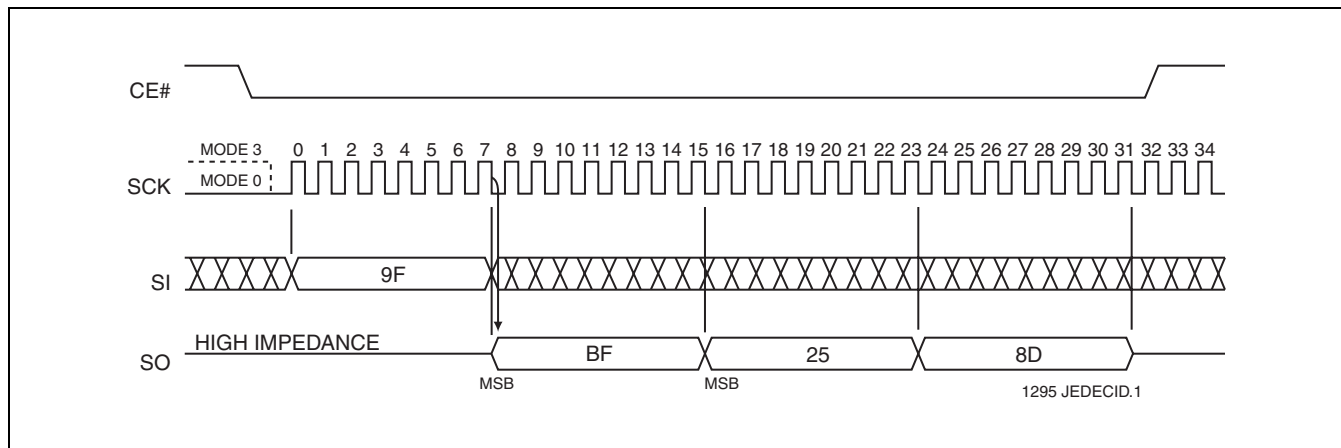 CE#
MODE 3
0 1 2 3 4 5 6 7 8 9 10 11 12 13 14 15 16 17 18 19 20 21 22 23 24 25 26 27 28 29 30 31 32 33 34
SCK
MODE 0
SI
9F
HIGH IMPEDANCE
SO
BF
25
8D
MSB
MSB
1295 JEDECID.1